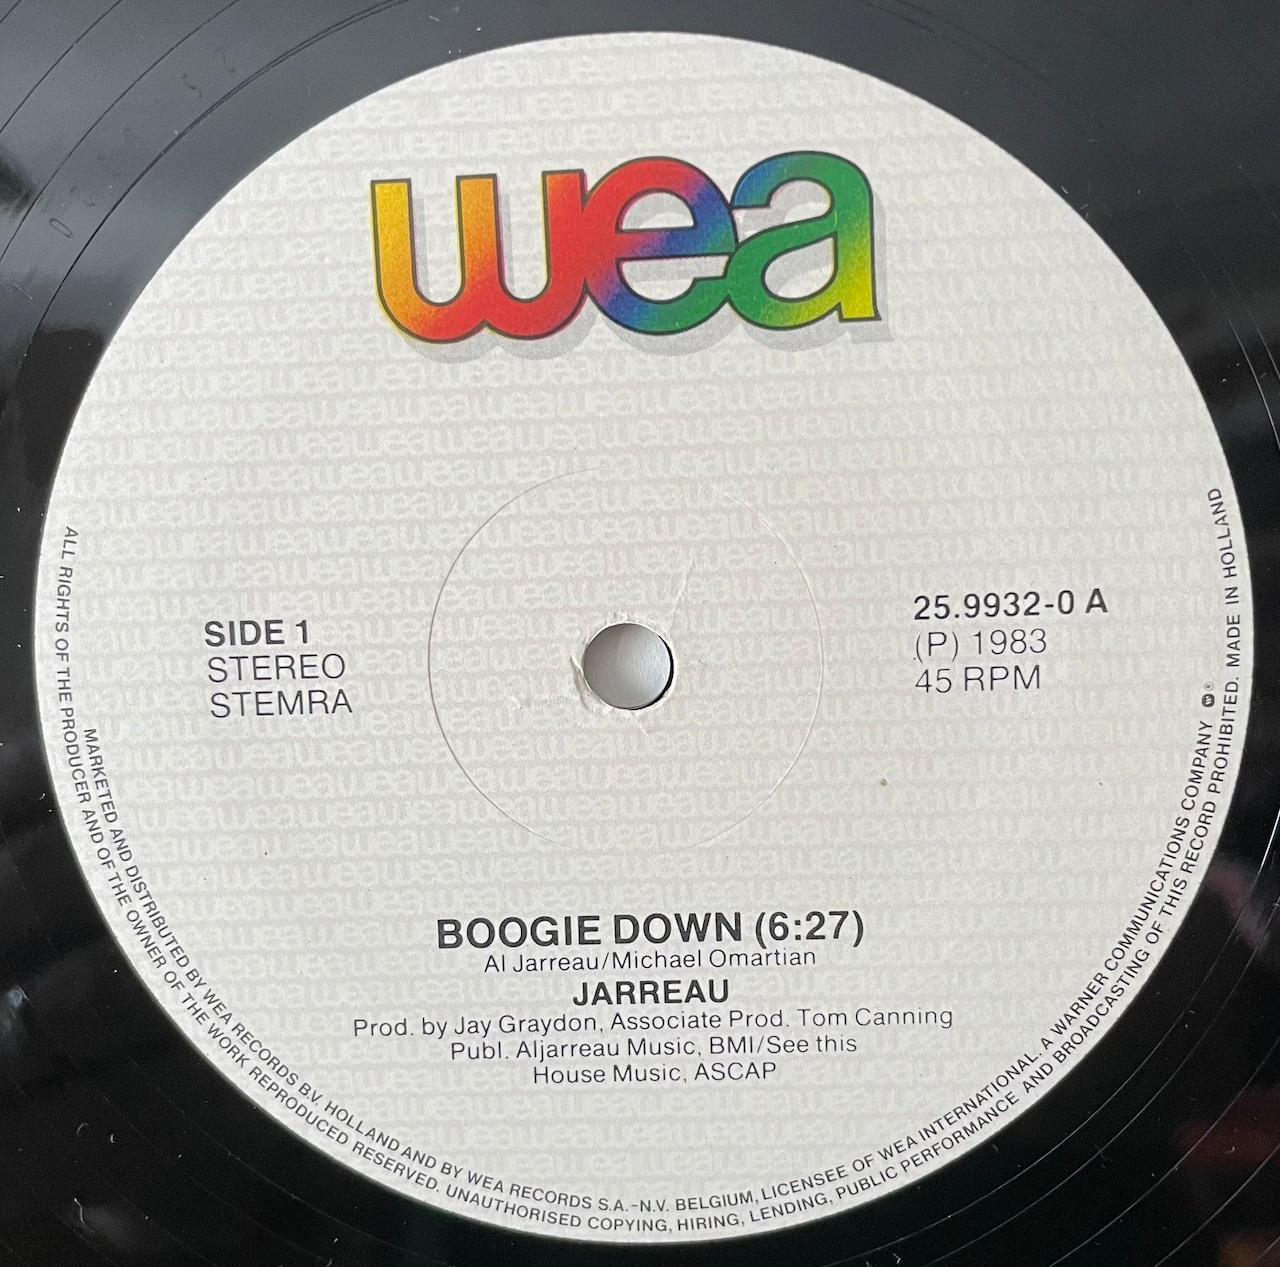 wea
SIDE 1
STEREO
STEMRA
25.9932-0 A
(P) 1983
45 RPM
BOOGIE DOWN (6:27)
Al Jarreau/Michael Omartian
JARREAU
Prod. by Jay Graydon, Associate Prod. Tom Canning
Publ. Aljarreau Music, BMI/See this
House Music, ASCAP
MARKETED AND DISTRIBUTED BY WEA RECORDS B.V. HOLLAND AND BY WEA RECORDS S.A.-N.V. BELGIUM, LICENSEE OF WEA INTERNATIONAL. A WARNER COMMUNICATIONS COMPANY
ALL RIGHTS OF THE PRODUCER AND OF THE OWNER OF THE WORK REPRODUCED RESERVED. UNAUTHORISED COPYING, HIRING, LENDING, PUBLIC PERFORMANCE AND BROADCASTING OF THIS RECORD PROHIBITED. MADE IN HOLLAND